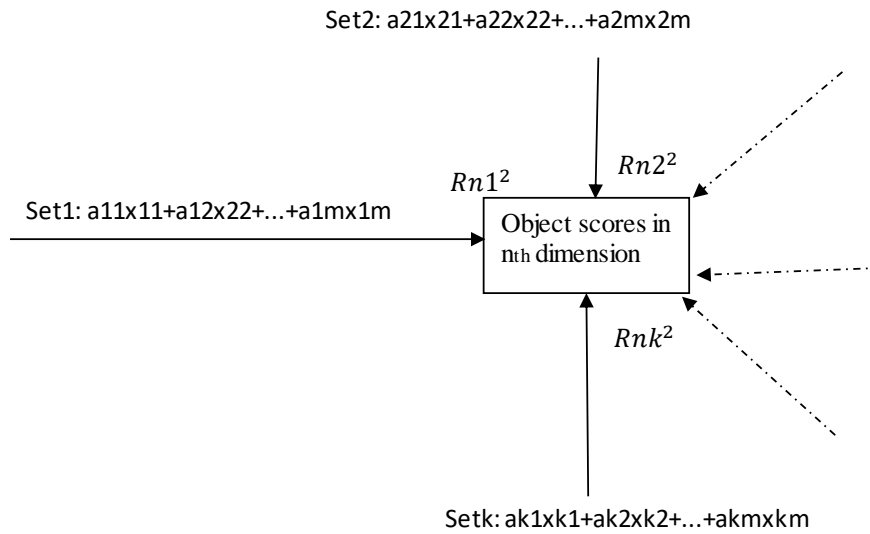 Set2: a21x21+a22x22+...+a2mx2m
Rn1²
Rn2²
Set1: a11x11+a12x22+...+a1mx1m
Object scores in
nth dimension
Rnk²
Setk: ak1xk1+ak2xk2+...+akmxkm